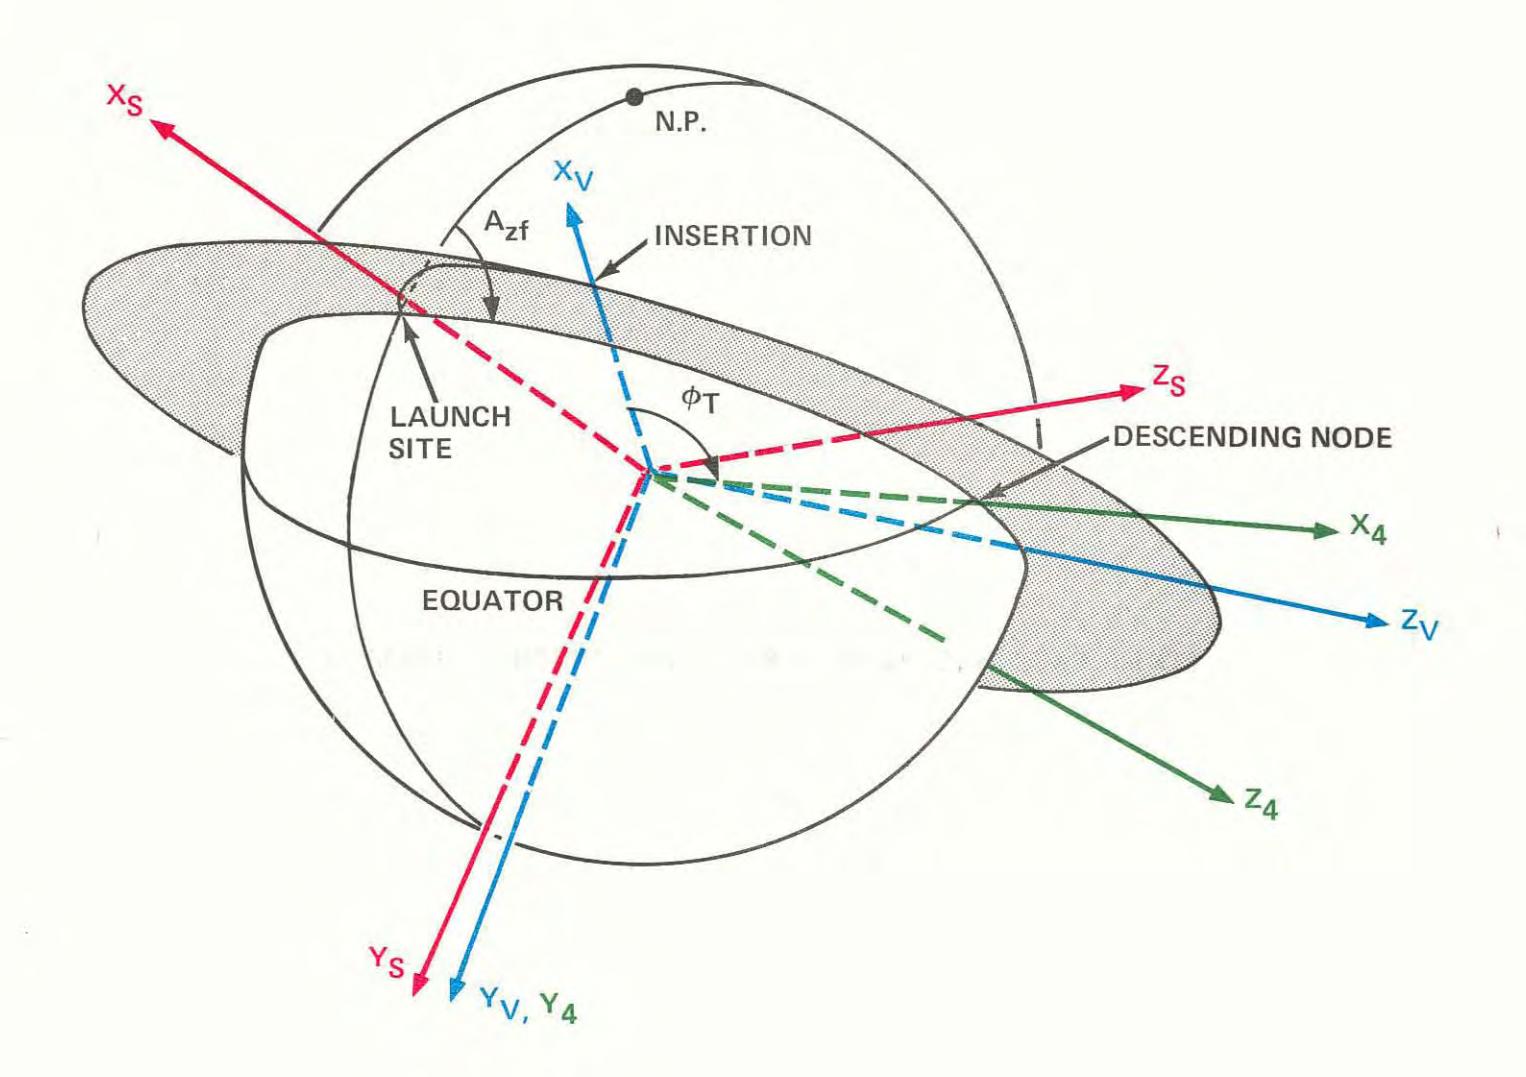 XS
N.P.
XV
Azf
INSERTION
ZS
ϕT
LAUNCH
SITE
DESCENDING NODE
X4
EQUATOR
ZV
Z4
YS
YV, Y4